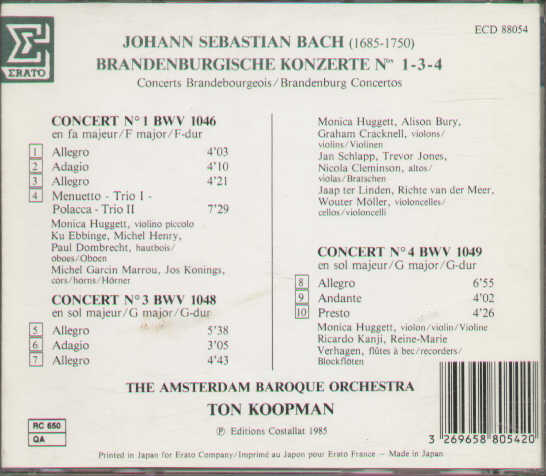 ERATO
ECD 88054
JOHANN SEBASTIAN BACH (1685-1750)
BRANDENBURGISCHE KONZERTE Nos 1-3-4
Concerts Brandebourgeois/Brandenburg Concertos
CONCERT No 1 BWV 1046
en fa majeur/F major/F-dur
1 Allegro 4'03
2 Adagio 4'10
3 Allegro 4'21
4 Menuetto - Trio I -
Polacca - Trio II 7'29
Monica Huggett, violino piccolo
Ku Ebbinge, Michel Henry,
Paul Dombrecht, hautbois/
oboes/Oboen
Michel Garcin Marrou, Jos Konings,
cors/horns/Hörner
CONCERT No 3 BWV 1048
en sol majeur/G major/G-dur
5 Allegro 5'38
6 Adagio 3'05
7 Allegro 4'43
Monica Huggett, Alison Bury,
Graham Cracknell, violons/
violins/Violinen
Jan Schlapp, Trevor Jones,
Nicola Cleminson, altos/
violas/Bratschen
Jaap ter Linden, Richte van der Meer,
Wouter Möller, violoncelles/
cellos/violoncelli
CONCERT No 4 BWV 1049
en sol majeur/G major/G-dur
8 Allegro 6'55
9 Andante 4'02
10 Presto 4'26
Monica Huggett, violon/violin/Violine
Ricardo Kanji, Reine-Marie
Verhagen, flûtes à bec/recorders/
Blockflöten
THE AMSTERDAM BAROQUE ORCHESTRA
TON KOOPMAN
℗ Editions Costallat 1985
RC 650
QA
3 269658 805420
Printed in Japan for Erato Company/Imprimé au Japon pour Erato France — Made in Japan